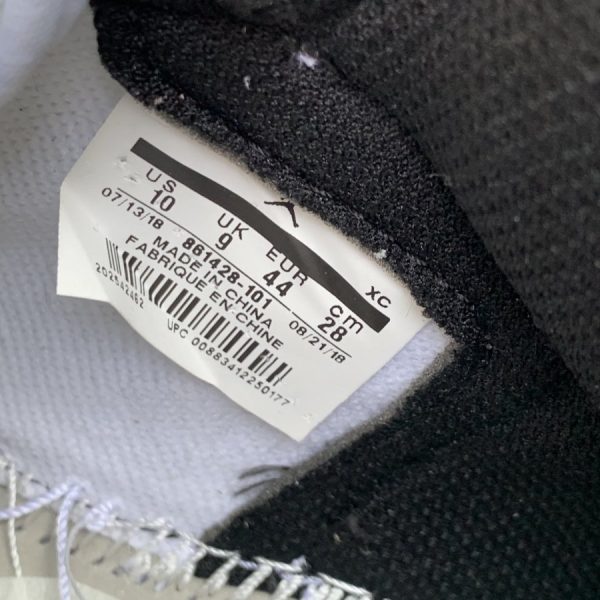 US UK EUR cm
10 9 44 28
XC
07/13/18 861428-101 08/21/18
MADE IN CHINA
FABRIQUE EN CHINE
202542462
UPC 00883412250177